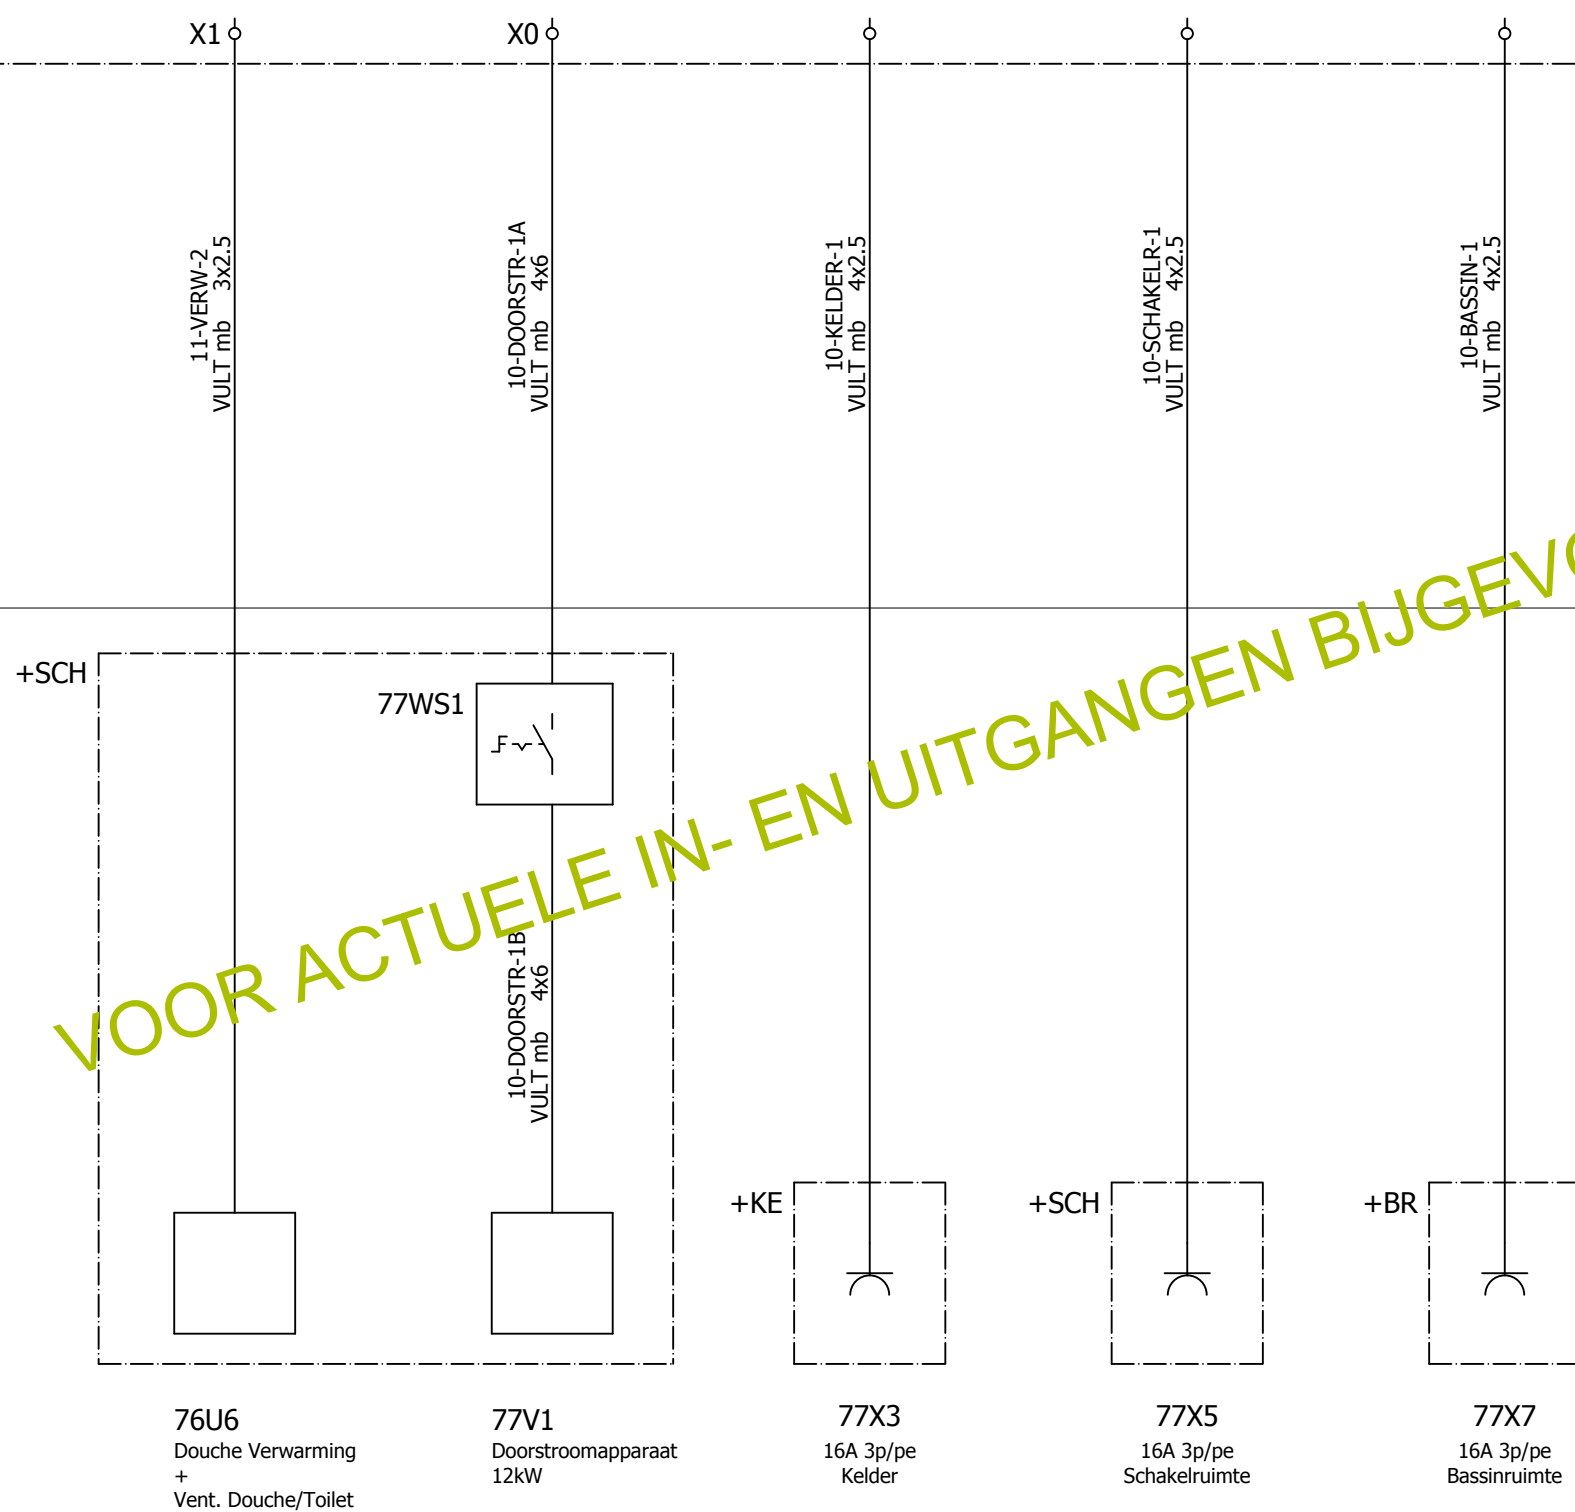 X1
X0
11-VERW-2
VULT mb 3x2.5
10-DOORSTR-1A
VULT mb 4x6
10-KELDER-1
VULT mb 4x2.5
10-SCHAKELR-1
VULT mb 4x2.5
10-BASSIN-1
VULT mb 4x2.5
+SCH
77WS1
VOOR ACTUELE IN- EN UITGANGEN
10-DOORSTR-1B
VULT mb 4x6
+KE
+SCH
+BR
76U6
Douche Verwarming
+
Vent. Douche/Toilet
77V1
Doorstroomapparaat
12kW
77X3
16A 3p/pe
Kelder
77X5
16A 3p/pe
Schakelruimte
77X7
16A 3p/pe
Bassinruimte